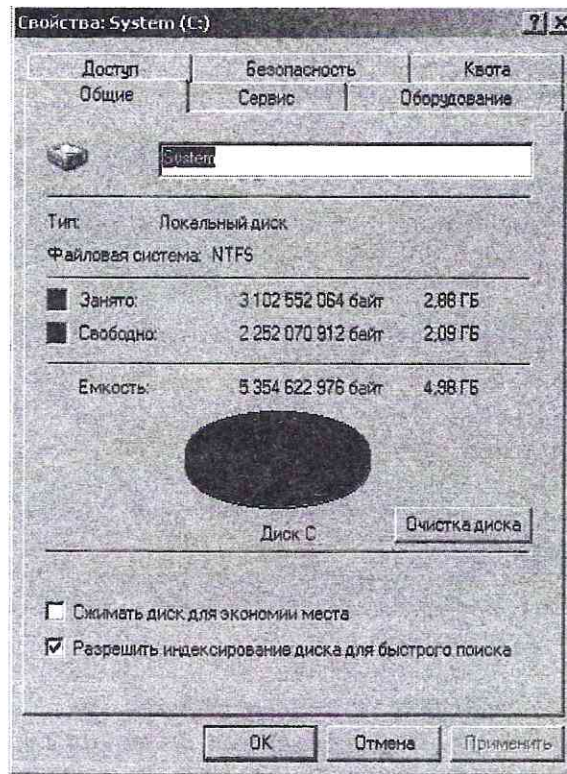 Свойства: System (C:)
Доступ Безопасность Квота
Общие Сервис Оборудование
System
Тип: Локальный диск
Файловая система: NTFS
Занято: 3 102 552 064 байт 2,88 ГБ
Свободно: 2 252 070 912 байт 2,09 ГБ
Емкость: 5 354 622 976 байт 4,98 ГБ
Диск C
Очистка диска
Сжимать диск для экономии места
Разрешить индексирование диска для быстрого поиска
OK Отмена Применить